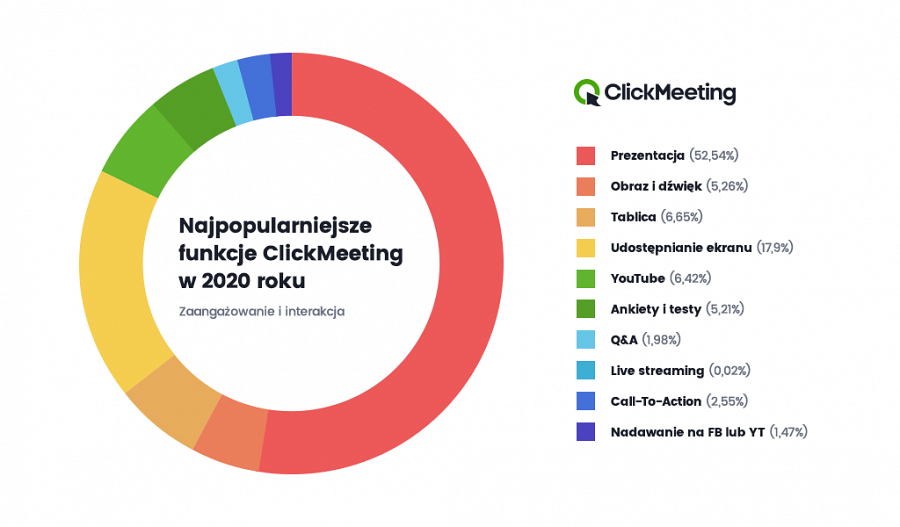 Najpopularniejsze
funkcje ClickMeeting
w 2020 roku
Zaangażowanie i interakcja
ClickMeeting
Prezentacja (52,54%)
Obraz i dźwięk (5,26%)
Tablica (6,65%)
Udostępnianie ekranu (17,9%)
YouTube (6,42%)
Ankiety i testy (5,21%)
Q&A (1,98%)
Live streaming (0,02%)
Call-To-Action (2,55%)
Nadawanie na FB lub YT (1,47%)